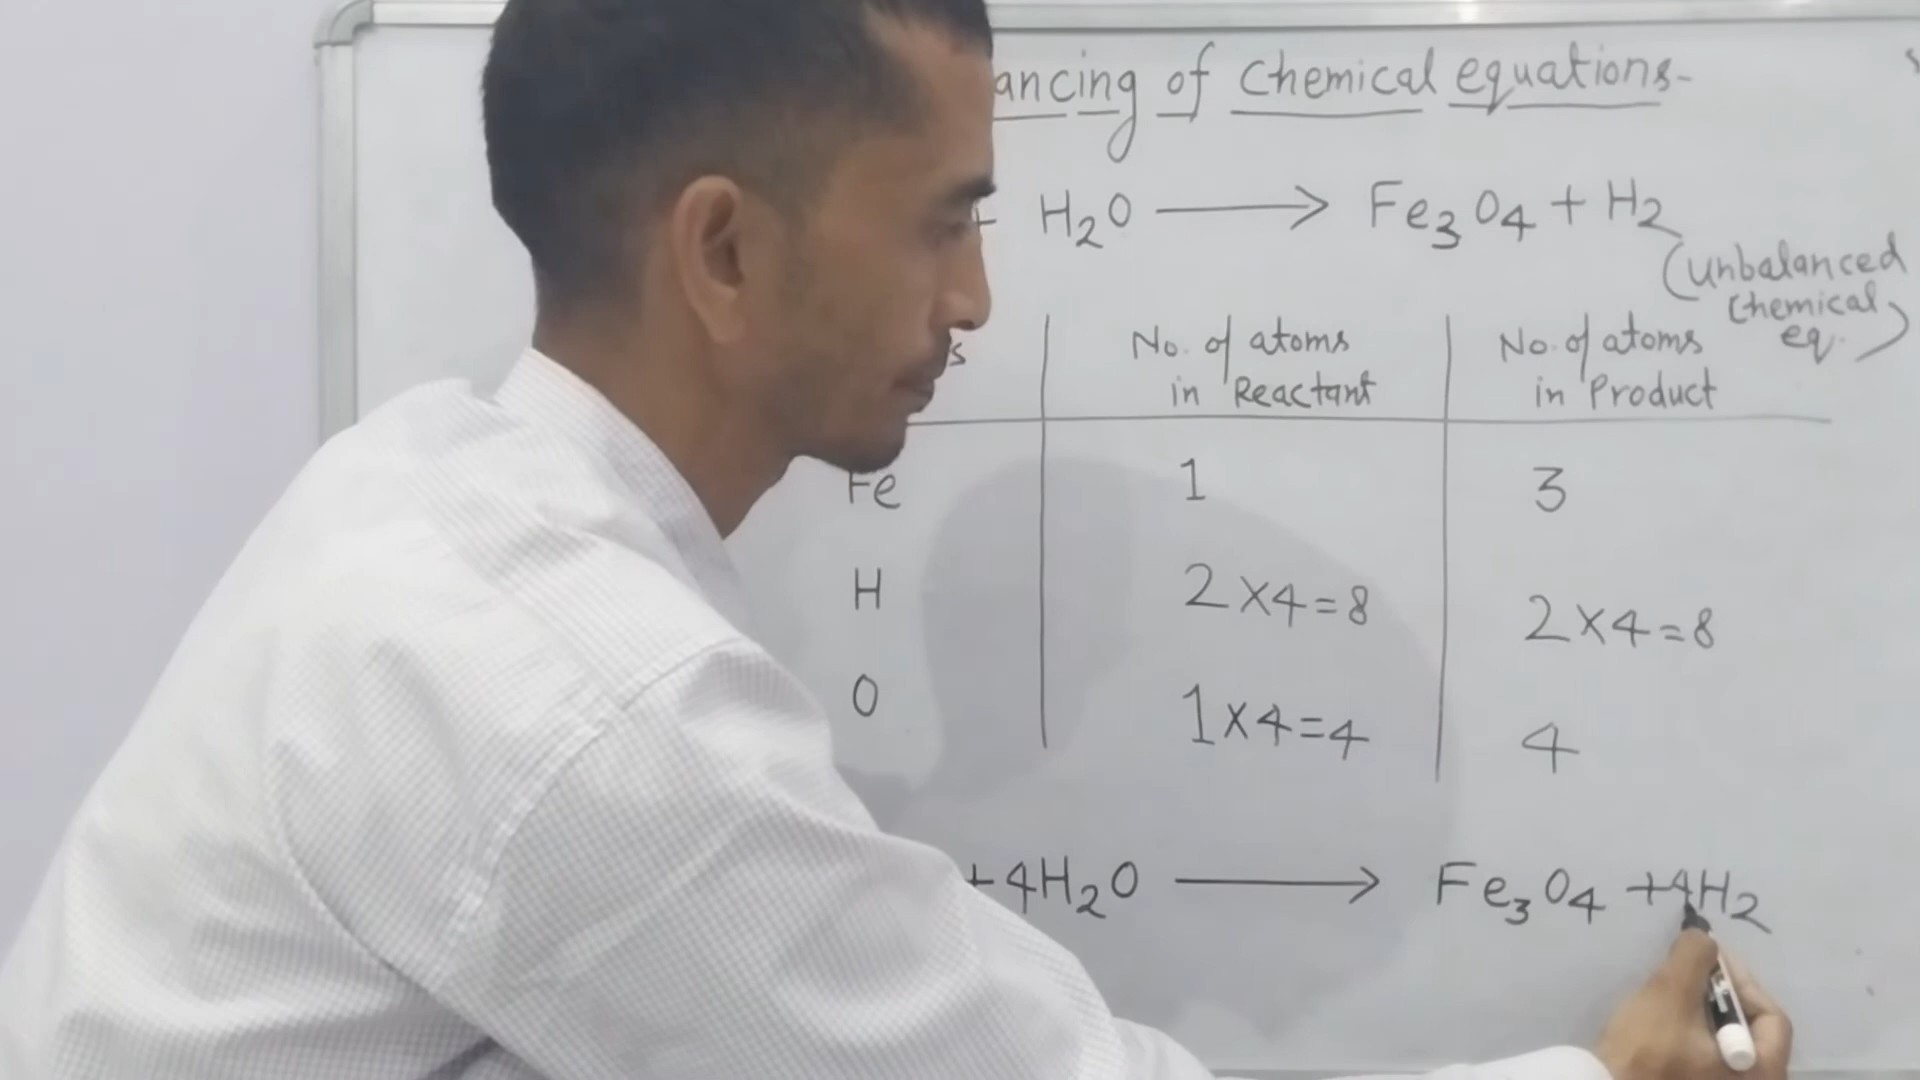 ancing of Chemical equations-
+ H2O ⟶ Fe3O4 + H2
(Unbalanced
Chemical
eq.)
s No. of atoms No. of atoms
in Reactant in Product
Fe 1 3
H 2×4=8 2×4=8
O 1×4=4 4
+4H2O ⟶ Fe3O4 +4H2